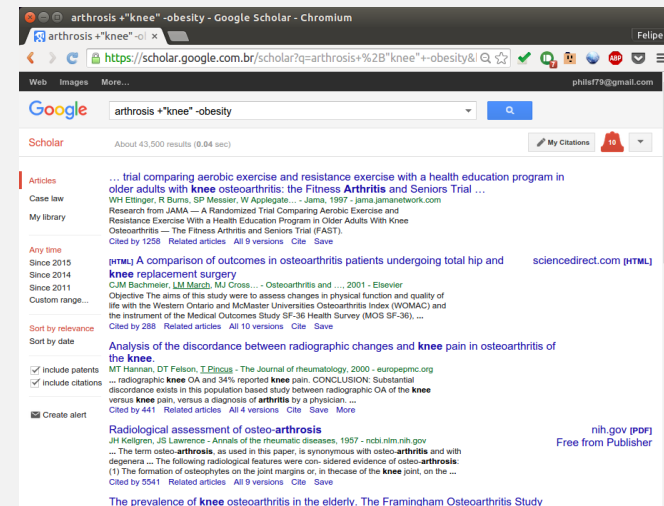 arthrosis +"knee" -obesity - Google Scholar - Chromium
arthrosis +"knee" -o
Felipe
https://scholar.google.com.br/scholar?q=arthrosis+%2B"knee"+-obesity&
7
ABP
Web Images More...
philsf79@gmail.com
Google
arthrosis +"knee" -obesity
Scholar
About 43,500 results (0.04 sec)
My Citations
10
Articles
Case law
My library
Any time
Since 2015
Since 2014
Since 2011
Custom range...
Sort by relevance
Sort by date
include patents
include citations
Create alert
... trial comparing aerobic exercise and resistance exercise with a health education program in
older adults with knee osteoarthritis: the Fitness Arthritis and Seniors Trial ...
WH Ettinger, R Burns, SP Messier, W Applegate... - Jama, 1997 - jama.jamanetwork.com
Research from JAMA — A Randomized Trial Comparing Aerobic Exercise and
Resistance Exercise With a Health Education Program in Older Adults With Knee
Osteoarthritis — The Fitness Arthritis and Seniors Trial (FAST).
Cited by 1258 Related articles All 9 versions Cite Save
[HTML] A comparison of outcomes in osteoarthritis patients undergoing total hip and
knee replacement surgery
sciencedirect.com [HTML]
CJM Bachmeier, LM March, MJ Cross... - Osteoarthritis and ..., 2001 - Elsevier
Objective The aims of this study were to assess changes in physical function and quality of
life with the Western Ontario and McMaster Universities Osteoarthritis Index (WOMAC) and
the instrument of the Medical Outcomes Study SF-36 Health Survey (MOS SF-36), ...
Cited by 288 Related articles All 10 versions Cite Save
Analysis of the discordance between radiographic changes and knee pain in osteoarthritis of
the knee.
MT Hannan, DT Felson, T Pincus - The Journal of rheumatology, 2000 - europepmc.org
... radiographic knee OA and 34% reported knee pain. CONCLUSION: Substantial
discordance exists in this population based study between radiographic OA of the knee
versus knee pain, versus a diagnosis of arthritis by a physician. ...
Cited by 441 Related articles All 4 versions Cite Save More
Radiological assessment of osteo-arthrosis
nih.gov [PDF]
Free from Publisher
JH Kellgren, JS Lawrence - Annals of the rheumatic diseases, 1957 - ncbi.nlm.nih.gov
... The term osteo-arthrosis, as used in this paper, is synonymous with osteo-arthritis and with
degenera ... The following radiological features were con- sidered evidence of osteo-arthrosis:
(1) The formation of osteophytes on the joint margins or, in thecase of the knee joint, on the ...
Cited by 5541 Related articles All 9 versions Cite Save
The prevalence of knee osteoarthritis in the elderly. The Framingham Osteoarthritis Study